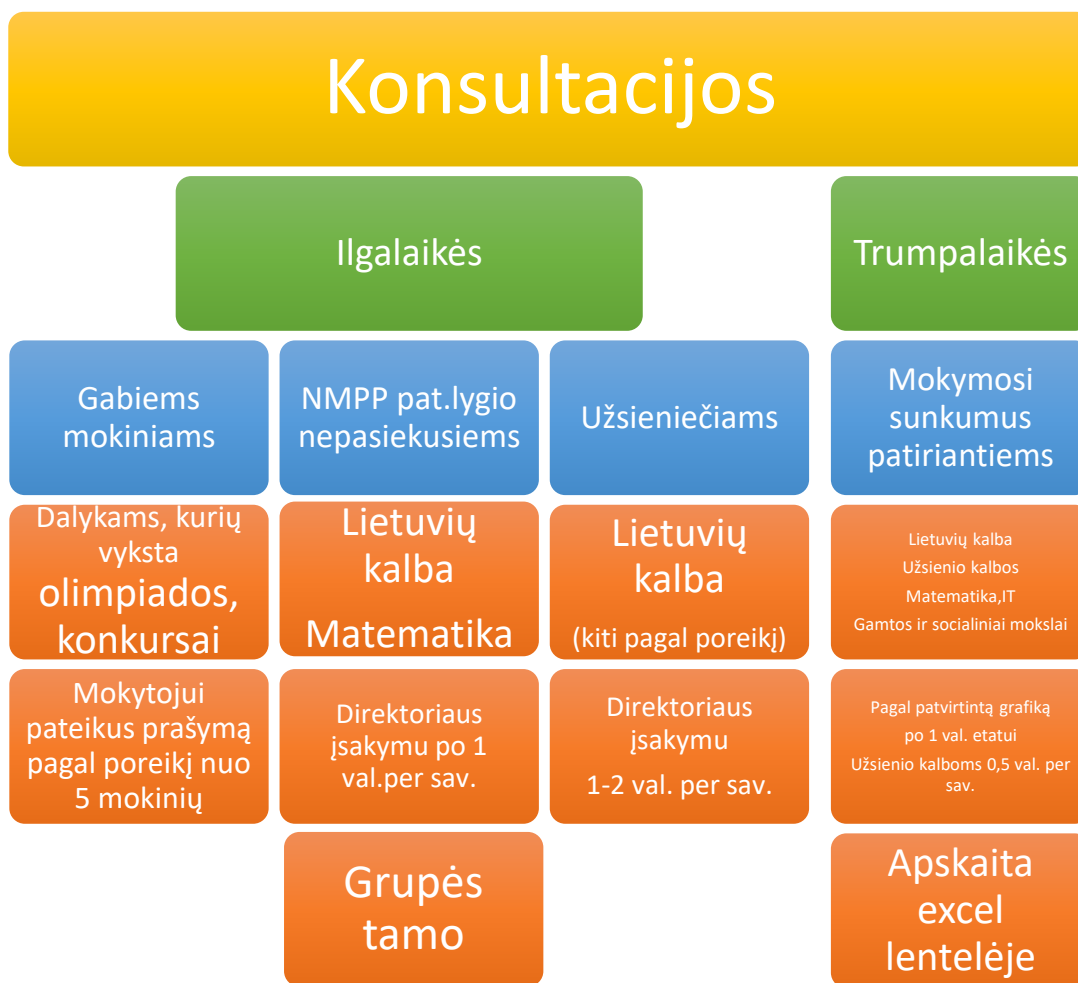 Konsultacijos
Ilgalaikės
Trumpalaikės
Gabiems
mokiniams
NMPP pat.lygio
nepasiekusiems
Užsieniečiams
Mokymosi
sunkumus
patiriantiems
Dalykams, kurių
vyksta
olimpiados,
konkursai
Lietuvių
kalba
Matematika
Lietuvių
kalba
(kiti pagal poreikį)
Lietuvių kalba
Užsienio kalbos
Matematika,IT
Gamtos ir socialiniai mokslai
Mokytojui
pateikus prašymą
pagal poreikį nuo
5 mokinių
Direktoriaus
įsakymu po 1
val.per sav.
Direktoriaus
įsakymu
1-2 val. per sav.
Pagal patvirtintą grafiką
po 1 val. etatui
Užsienio kalboms 0,5 val. per
sav.
Grupės
tamo
Apskaita
excel
lentelėje